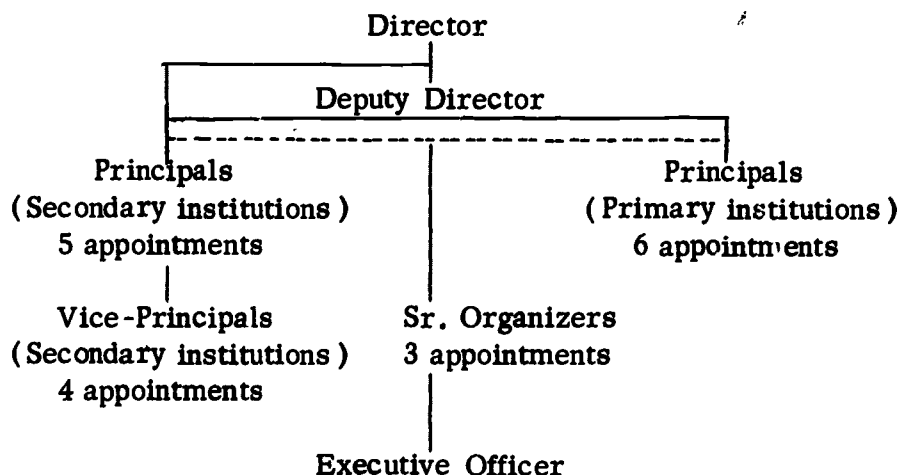 Director
Deputy Director
Principals
(Secondary institutions)
5 appointments
Principals
(Primary institutions)
6 appointments
Vice-Principals
(Secondary institutions)
4 appointments
Sr. Organizers
3 appointments
Executive Officer